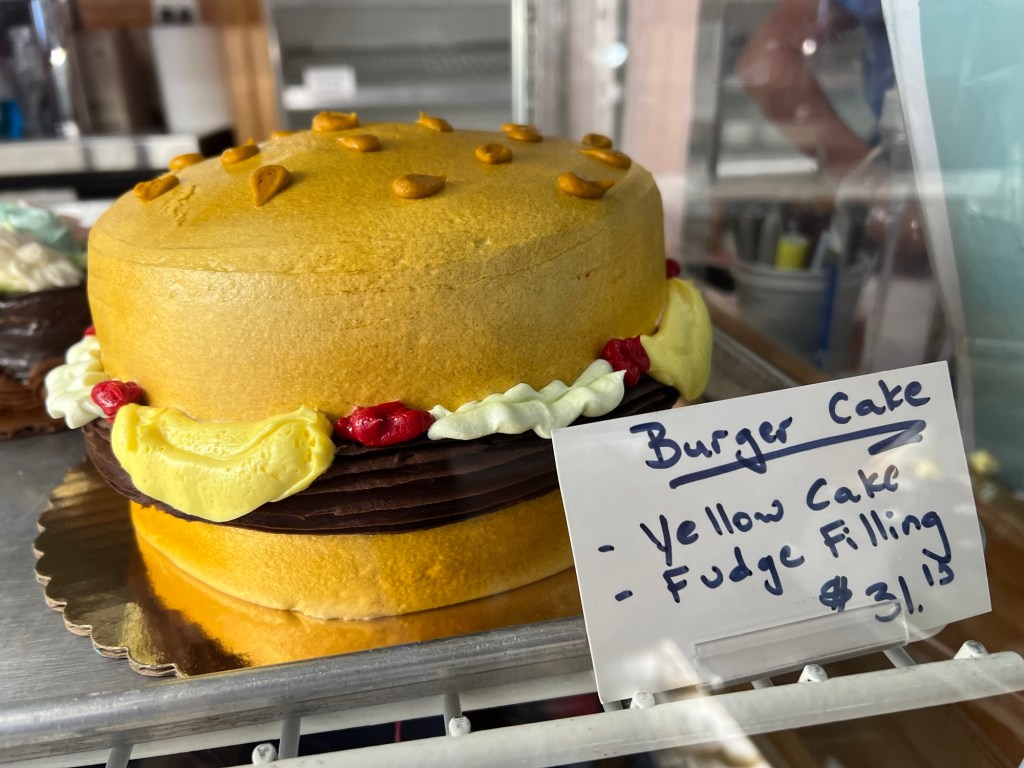 Burger Cake
- Yellow Cake
- Fudge Filling
$31.15